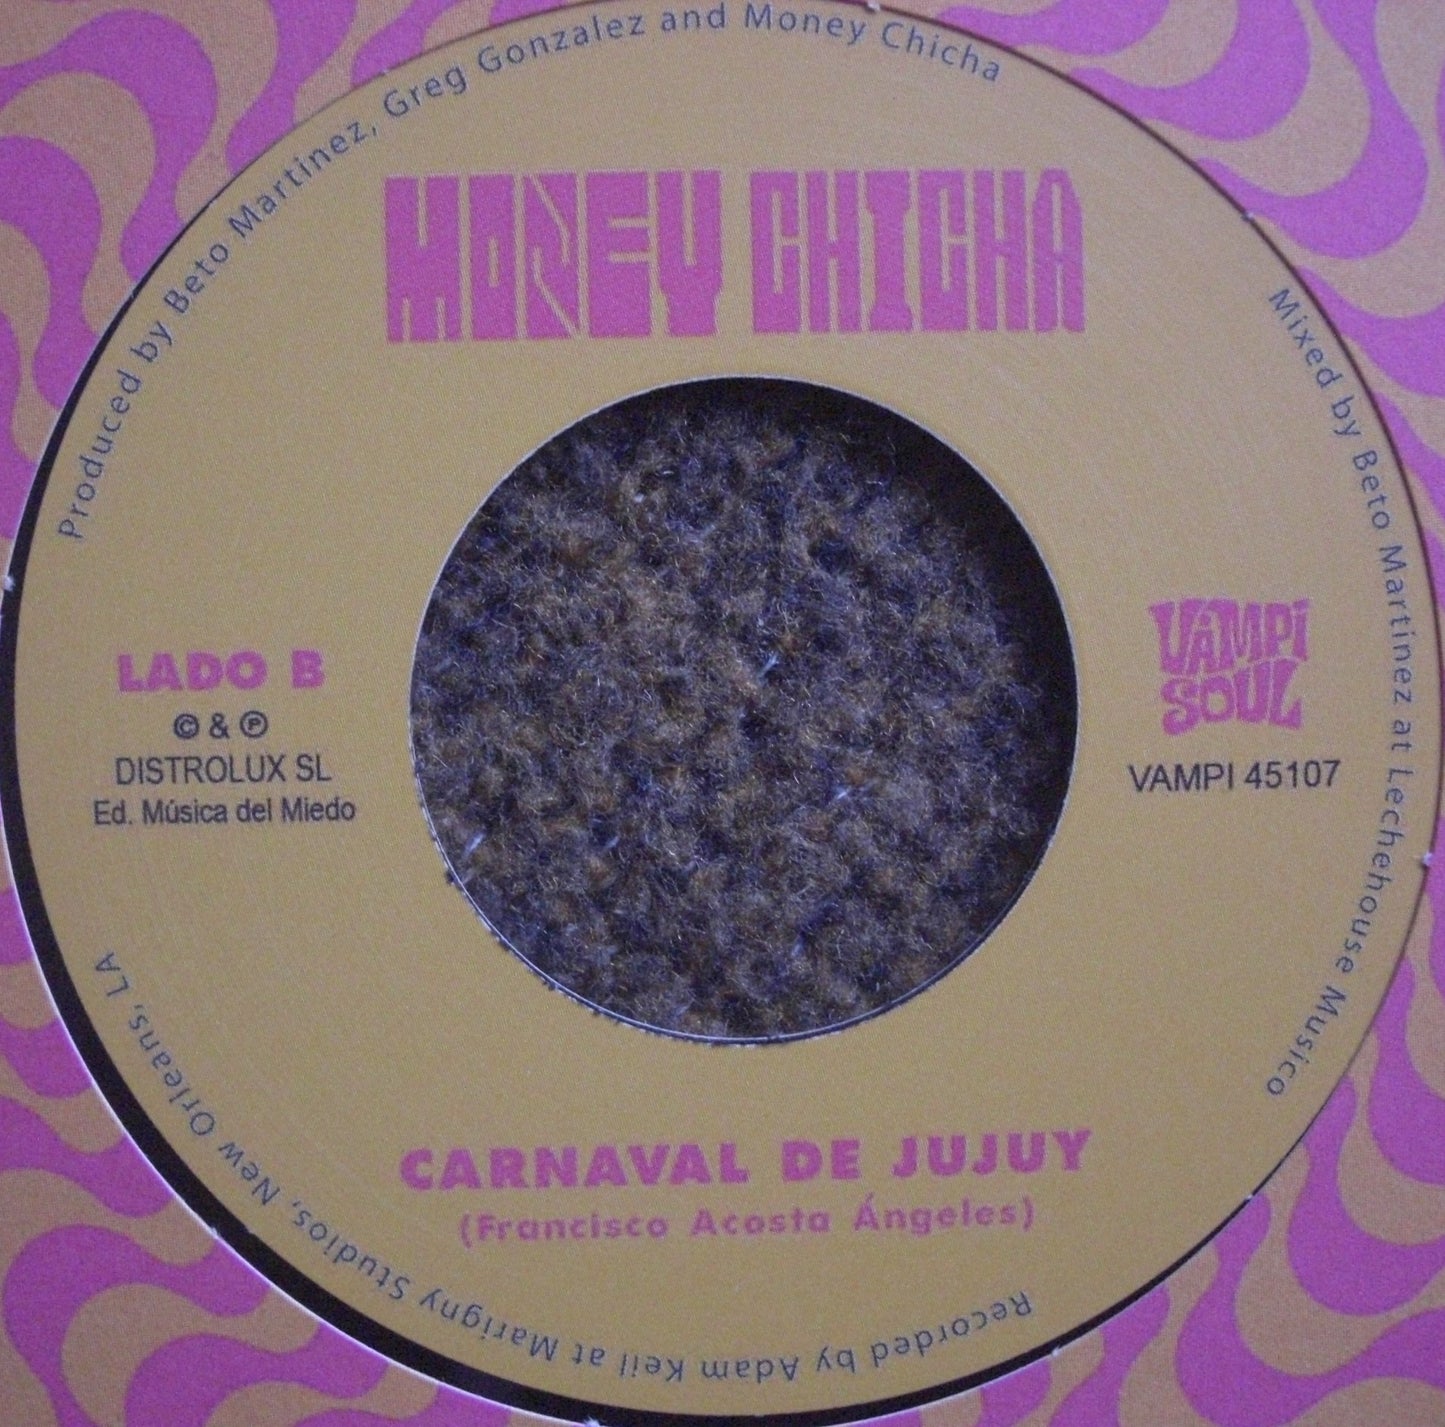 Produced by Beto Martinez, Greg Gonzalez and Money Chicha
MONEY CHICHA
Mixed by Beto Martinez at Lechehouse Musico
LADO B
© & ℗
DISTROLUX SL
Ed. Música del Miedo
VAMPI
SOUL
VAMPI 45107
CARNAVAL DE JUJUY
(Francisco Acosta Ángeles)
Recorded by Adam Keil at Marigny Studios, New Orleans, LA